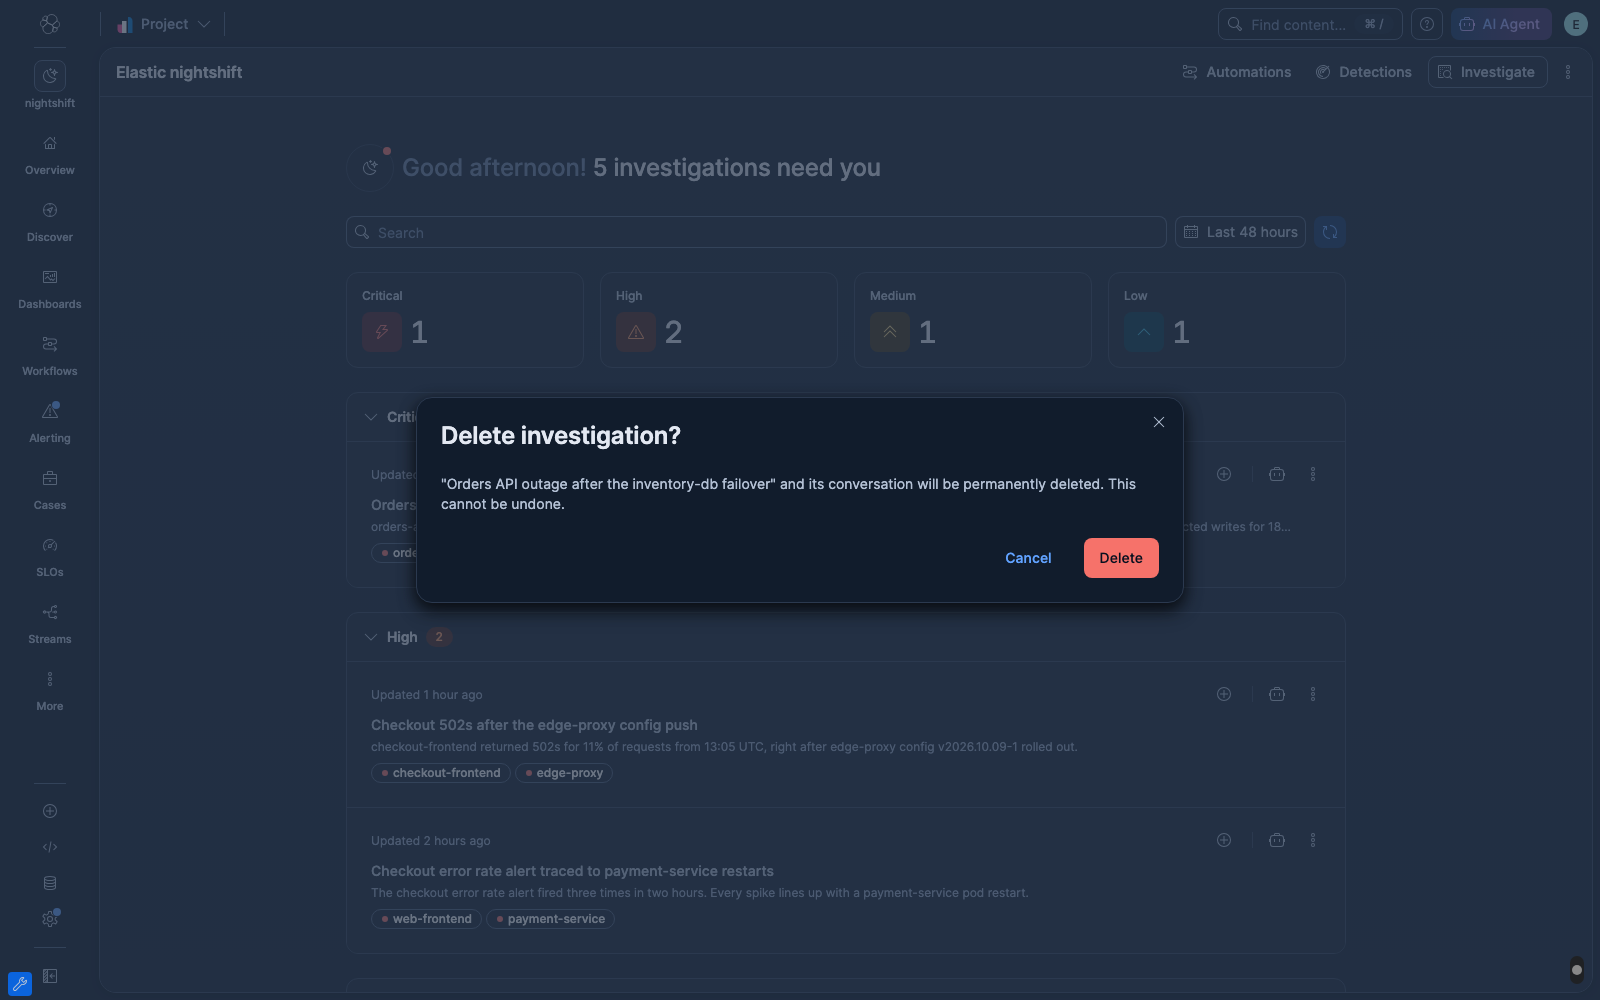 Project
Find content...
⌘ /
AI Agent
E
Elastic nightshift
Automations
Detections
Investigate
nightshift
Overview
Discover
Dashboards
Workflows
Alerting
Cases
SLOs
Streams
More
Good afternoon! 5 investigations need you
Search
Last 48 hours
Critical
1
High
2
Medium
1
Low
1
Delete investigation?
"Orders API outage after the inventory-db failover" and its conversation will be permanently deleted. This
cannot be undone.
Cancel
Delete
Orders
cted writes for 18...
High 2
Updated 1 hour ago
Checkout 502s after the edge-proxy config push
checkout-frontend returned 502s for 11% of requests from 13:05 UTC, right after edge-proxy config v2026.10.09-1 rolled out.
checkout-frontend
edge-proxy
Updated 2 hours ago
Checkout error rate alert traced to payment-service restarts
The checkout error rate alert fired three times in two hours. Every spike lines up with a payment-service pod restart.
web-frontend
payment-service